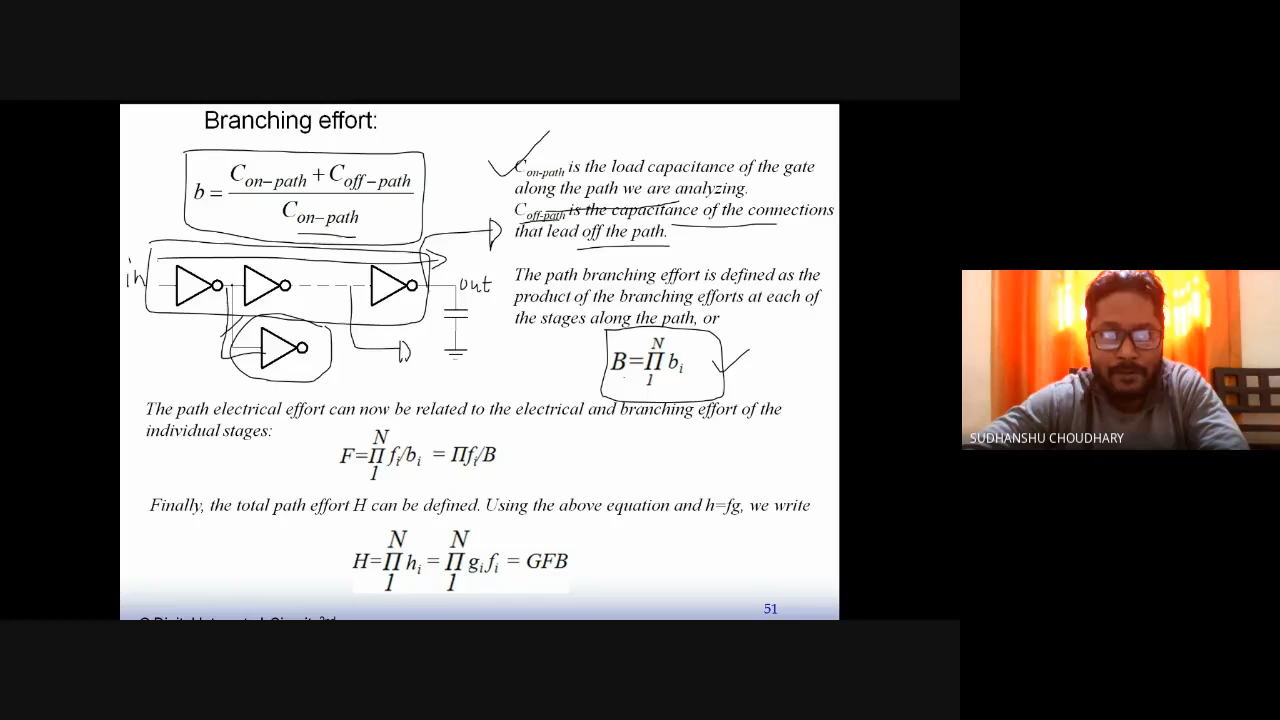 Branching effort:
b = (C_on-path + C_off-path) / C_on-path
C_on-path is the load capacitance of the gate
along the path we are analyzing.
C_off-path is the capacitance of the connections
that lead off the path.
in
out
The path branching effort is defined as the
product of the branching efforts at each of
the stages along the path, or
N
B=Π b_i
1
The path electrical effort can now be related to the electrical and branching effort of the
individual stages:
N
F=Π f_i/b_i = Πf_i/B
1
Finally, the total path effort H can be defined. Using the above equation and h=fg, we write
N N
H=Π h_i = Π g_i f_i = GFB
1 1
51
SUDHANSHU CHOUDHARY